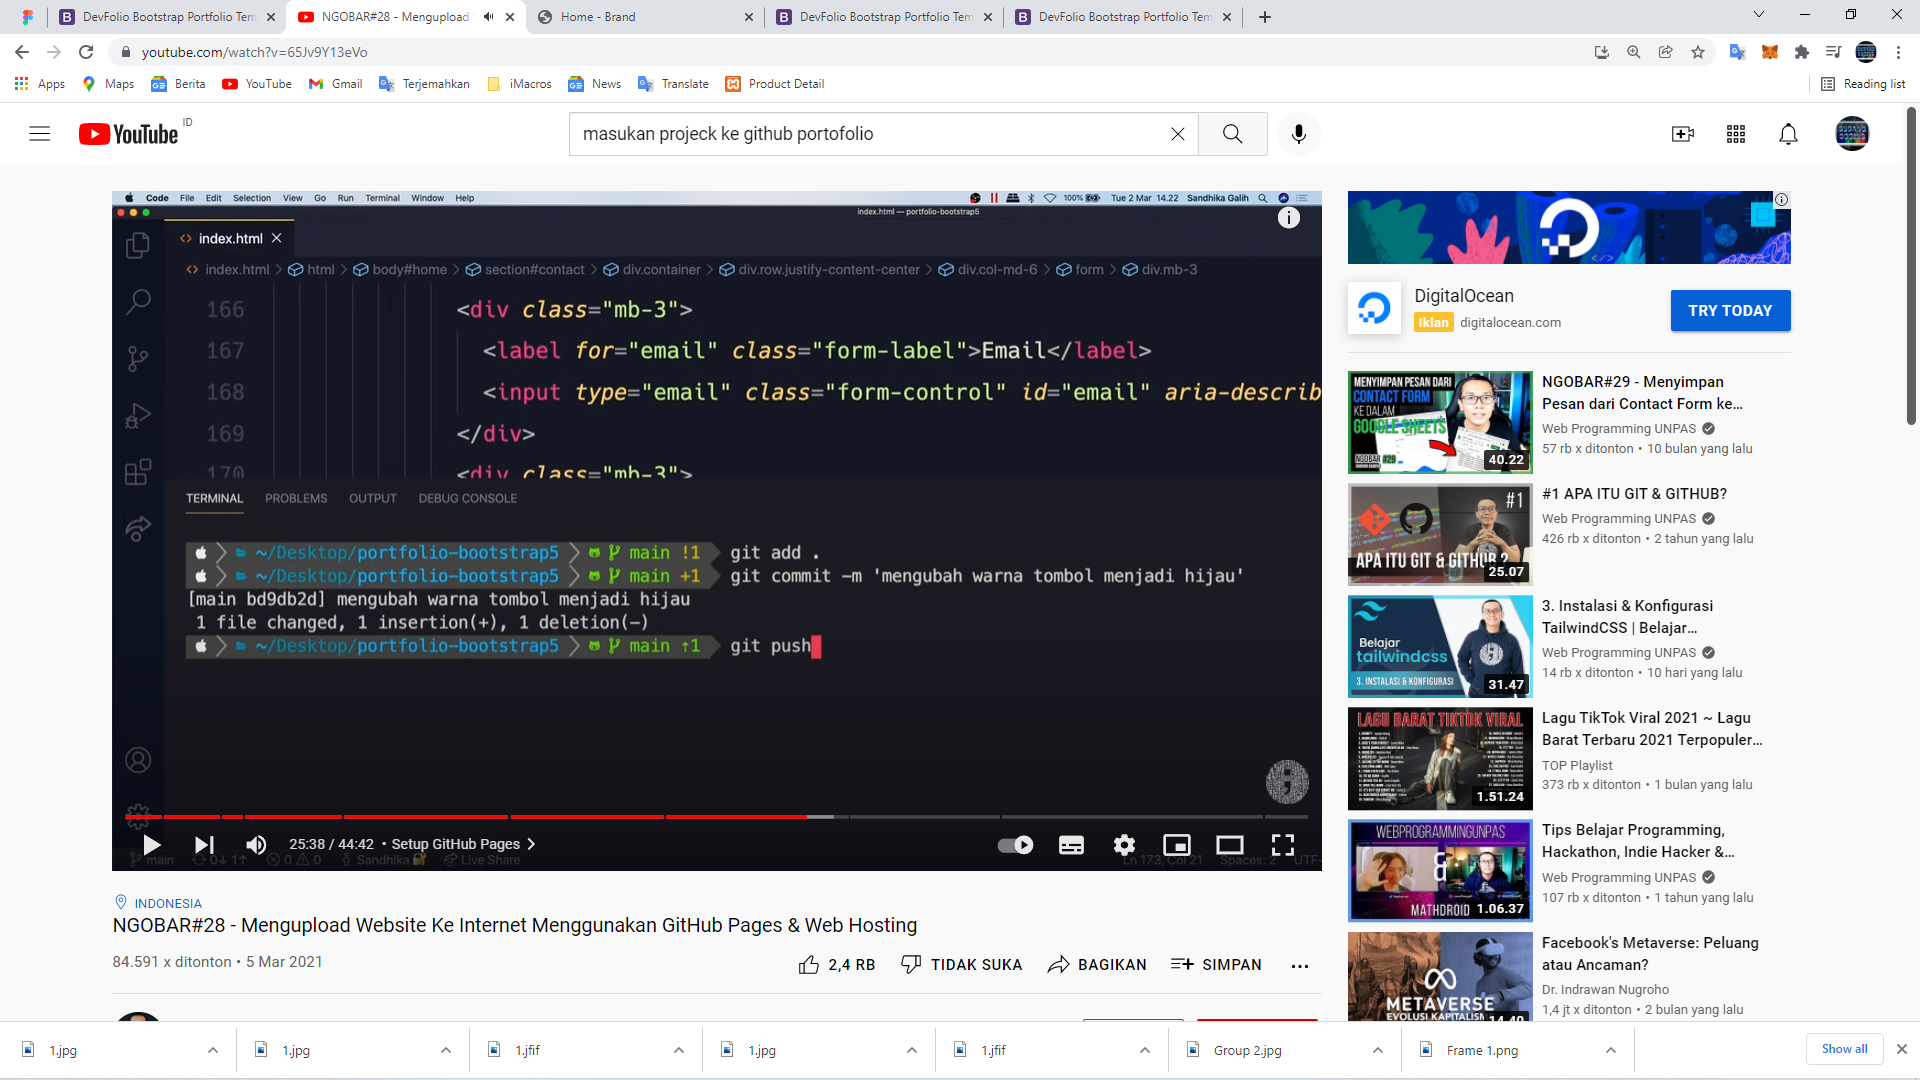 DevFolio Bootstrap Portfolio Tem
NGOBAR#28 - Mengupload
Home - Brand
DevFolio Bootstrap Portfolio Tem
DevFolio Bootstrap Portfolio Tem
youtube.com/watch?v=65Jv9Y13eVo
Apps
Maps
Berita
YouTube
Gmail
Terjemahkan
iMacros
News
Translate
Product Detail
Reading list
YouTube ID
masukan projeck ke github portofolio
Code File Edit Selection View Go Run Terminal Window Help
100% Tue 2 Mar 14.22 Sandhika Galih
index.html — portfolio-bootstrap5
index.html
index.html > html > body#home > section#contact > div.container > div.row.justify-content-center > div.col-md-6 > form > div.mb-3
166 <div class="mb-3">
167 <label for="email" class="form-label">Email</label>
168 <input type="email" class="form-control" id="email" aria-describ
169 </div>
170 <div class="mb-3">
TERMINAL PROBLEMS OUTPUT DEBUG CONSOLE
~/Desktop/portfolio-bootstrap5 main !1 git add .
~/Desktop/portfolio-bootstrap5 main +1 git commit -m 'mengubah warna tombol menjadi hijau'
[main bd9db2d] mengubah warna tombol menjadi hijau
1 file changed, 1 insertion(+), 1 deletion(-)
~/Desktop/portfolio-bootstrap5 main ↑1 git push
25:38 / 44:42 • Setup GitHub Pages
main 0↓ 1↑ 0 0 Sandhika Live Share
Ln 173, Col 21 Spaces: 2 UTF-
INDONESIA
NGOBAR#28 - Mengupload Website Ke Internet Menggunakan GitHub Pages & Web Hosting
84.591 x ditonton • 5 Mar 2021
2,4 RB
TIDAK SUKA
BAGIKAN
SIMPAN
DigitalOcean
Iklan digitalocean.com
TRY TODAY
MENYIMPAN PESAN DARI
CONTACT FORM
KE DALAM
GOOGLE SHEETS
NGOBAR #29
40.22
NGOBAR#29 - Menyimpan
Pesan dari Contact Form ke...
Web Programming UNPAS
57 rb x ditonton • 10 bulan yang lalu
#1
APA ITU GIT & GITHUB ?
25.07
#1 APA ITU GIT & GITHUB?
Web Programming UNPAS
426 rb x ditonton • 2 tahun yang lalu
Belajar
tailwindcss
3. INSTALASI & KONFIGURASI
31.47
3. Instalasi & Konfigurasi
TailwindCSS | Belajar...
Web Programming UNPAS
14 rb x ditonton • 10 hari yang lalu
LAGU BARAT TIKTOK VIRAL
1.51.24
Lagu TikTok Viral 2021 ~ Lagu
Barat Terbaru 2021 Terpopuler...
TOP Playlist
373 rb x ditonton • 1 bulan yang lalu
WEBPROGRAMMINGUNPAS
MATHDROID
1.06.37
Tips Belajar Programming,
Hackathon, Indie Hacker &...
Web Programming UNPAS
107 rb x ditonton • 1 tahun yang lalu
METAVERSE
EVOLUSI KAPITALISM
14.40
Facebook's Metaverse: Peluang
atau Ancaman?
Dr. Indrawan Nugroho
1,4 jt x ditonton • 2 bulan yang lalu
1.jpg
1.jpg
1.jfif
1.jpg
1.jfif
Group 2.jpg
Frame 1.png
Show all